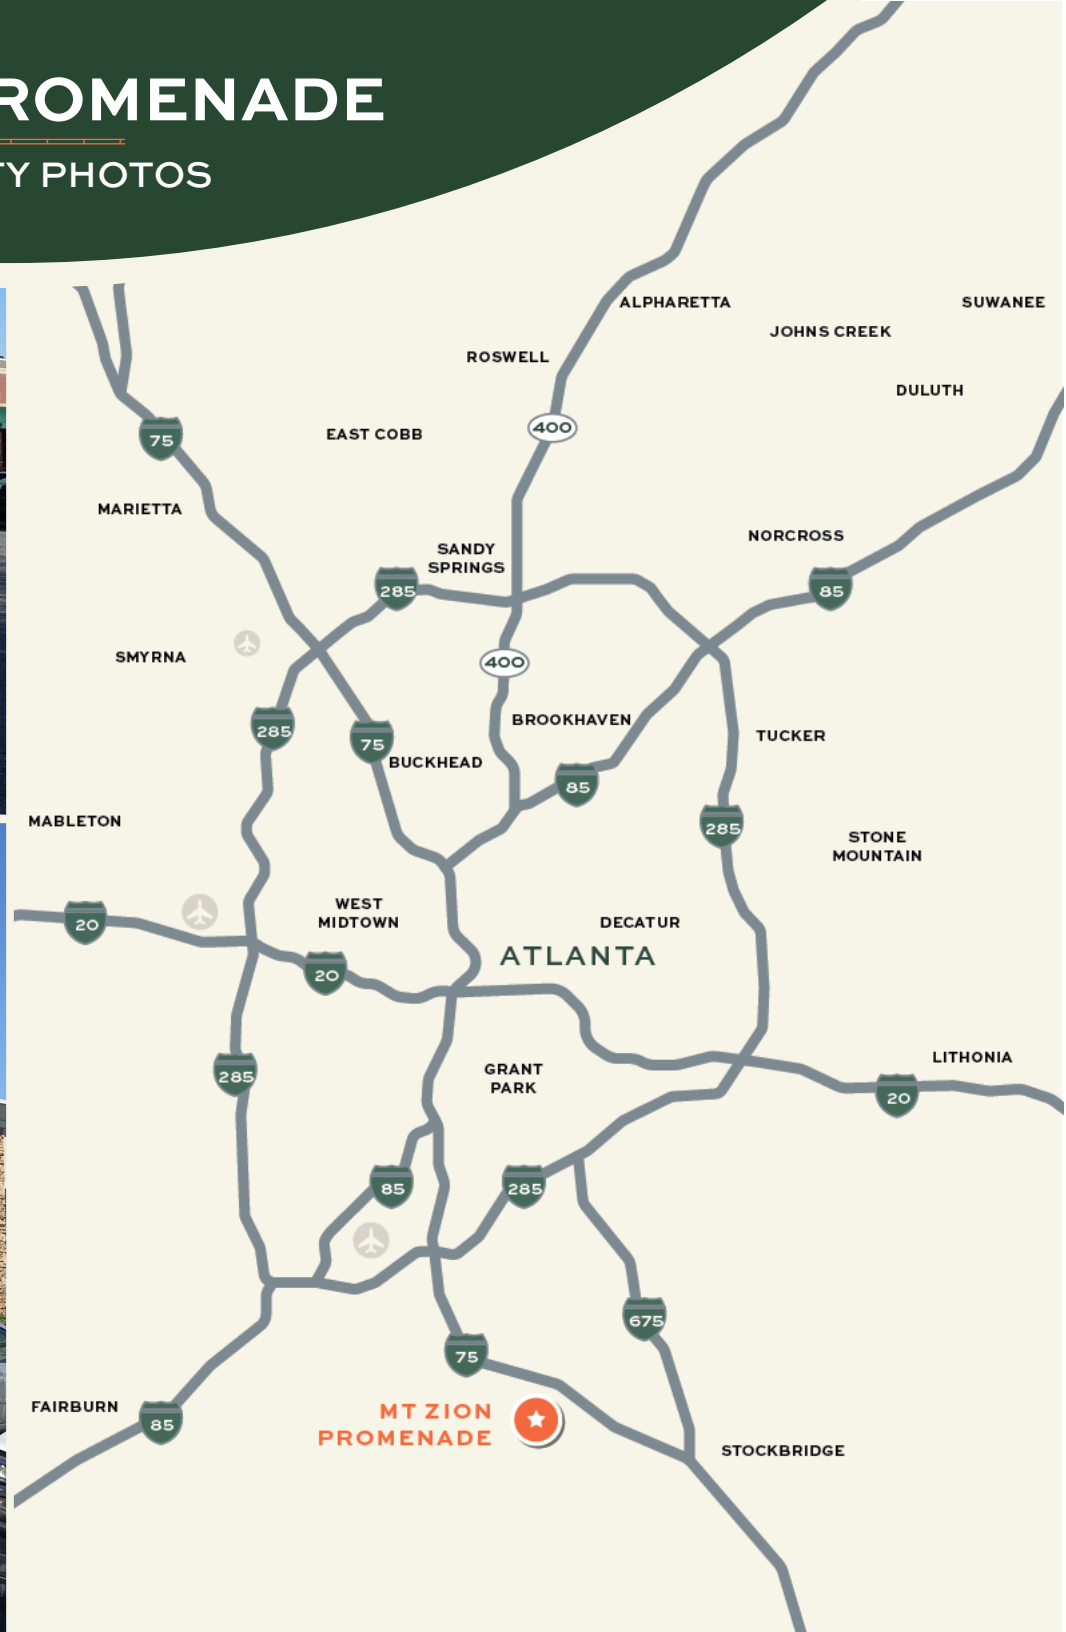 ROMENADE
TY PHOTOS
ALPHARETTA
SUWANEE
JOHNS CREEK
ROSWELL
DULUTH
400
EAST COBB
75
MARIETTA
NORCROSS
SANDY
SPRINGS
285
85
SMYRNA
400
BROOKHAVEN
285
TUCKER
75
BUCKHEAD
85
MABLETON
285
STONE
MOUNTAIN
WEST
MIDTOWN
20
DECATUR
ATLANTA
20
LITHONIA
GRANT
PARK
285
20
85
285
675
75
FAIRBURN
MT ZION
PROMENADE
85
STOCKBRIDGE